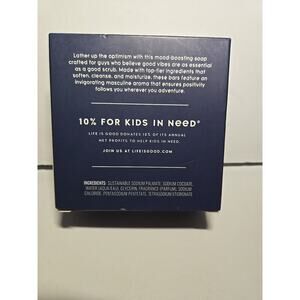 Lather up the optimism with this mood-boosting soap
crafted for guys who believe good vibes are as essential
as a good scrub. Made with top-tier ingredients that
soften, cleanse, and moisturize, these bars feature an
invigorating masculine aroma that ensures positivity
follows you wherever you adventure.
10% FOR KIDS IN NeeD®
LIFE IS GOOD DONATES 10% OF ITS ANNUAL
NET PROFITS TO HELP KIDS IN NEED.
JOIN US AT LIFEISGOOD.COM
INGREDIENTS: SUSTAINABLE SODIUM PALMATE, SODIUM COCOATE,
WATER (AQUA/EAU), GLYCERIN, FRAGRANCE (PARFUM), SODIUM
CHLORIDE, PENTASODIUM PENTETATE, TETRASODIUM ETIDRONATE